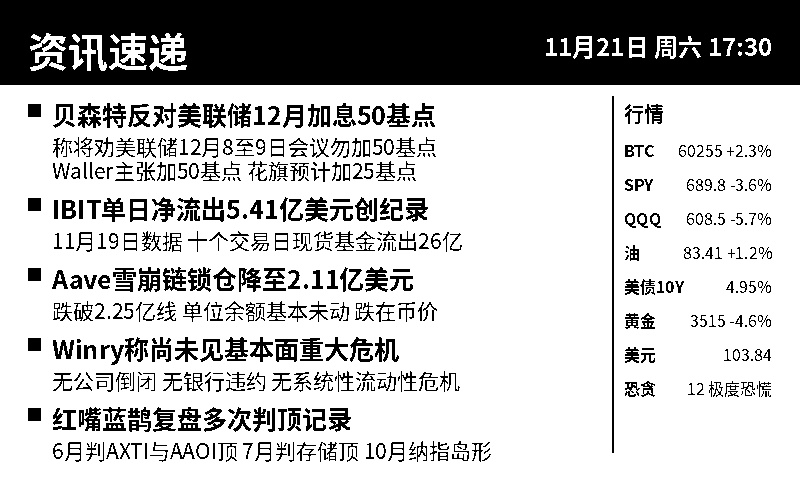 资讯速递
11月21日 周六 17:30
贝森特反对美联储12月加息50基点
称将劝美联储12月8至9日会议勿加50基点
Waller主张加50基点 花旗预计加25基点
IBIT单日净流出5.41亿美元创纪录
11月19日数据 十个交易日现货基金流出26亿
Aave雪崩链锁仓降至2.11亿美元
跌破2.25亿线 单位余额基本未动 跌在币价
Winry称尚未见基本面重大危机
无公司倒闭 无银行违约 无系统性流动性危机
红嘴蓝鹊复盘多次判顶记录
6月判AXTI与AAOI顶 7月判存储顶 10月纳指岛形
行情
BTC 60255 +2.3%
SPY 689.8 -3.6%
QQQ 608.5 -5.7%
油 83.41 +1.2%
美债10Y 4.95%
黄金 3515 -4.6%
美元 103.84
恐贪 12 极度恐慌